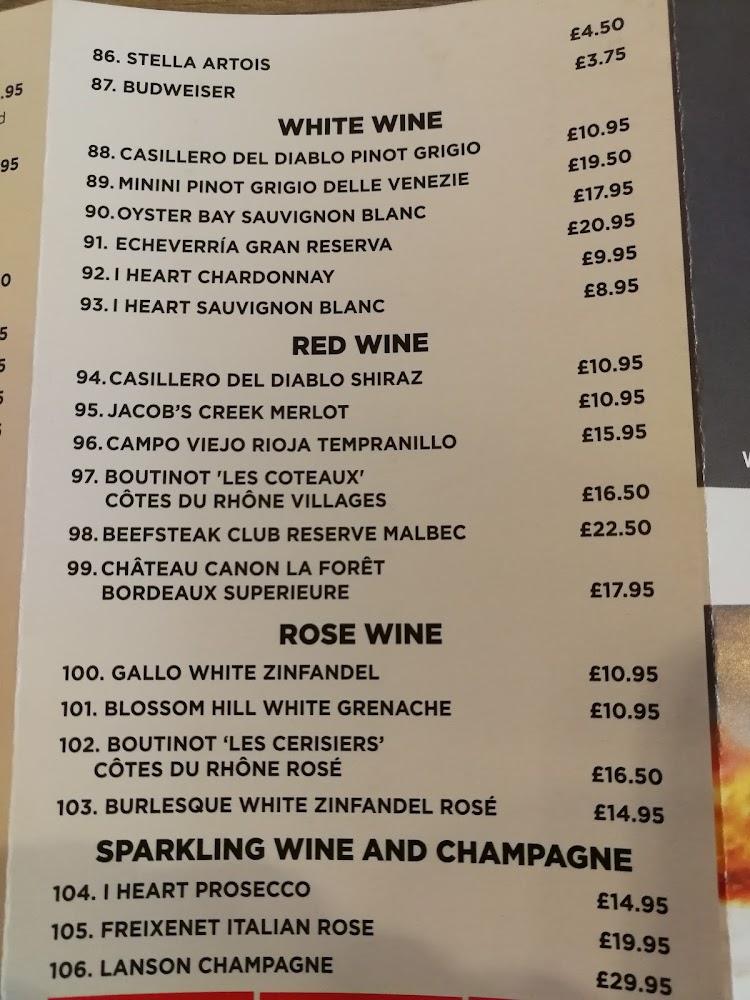 86. STELLA ARTOIS £4.50
87. BUDWEISER £3.75
WHITE WINE
88. CASILLERO DEL DIABLO PINOT GRIGIO £10.95
89. MININI PINOT GRIGIO DELLE VENEZIE £19.50
90. OYSTER BAY SAUVIGNON BLANC £17.95
91. ECHEVERRÍA GRAN RESERVA £20.95
92. I HEART CHARDONNAY £9.95
93. I HEART SAUVIGNON BLANC £8.95
RED WINE
94. CASILLERO DEL DIABLO SHIRAZ £10.95
95. JACOB'S CREEK MERLOT £10.95
96. CAMPO VIEJO RIOJA TEMPRANILLO £15.95
97. BOUTINOT 'LES COTEAUX'
CÔTES DU RHÔNE VILLAGES £16.50
98. BEEFSTEAK CLUB RESERVE MALBEC £22.50
99. CHÂTEAU CANON LA FORÊT
BORDEAUX SUPERIEURE £17.95
ROSE WINE
100. GALLO WHITE ZINFANDEL £10.95
101. BLOSSOM HILL WHITE GRENACHE £10.95
102. BOUTINOT ‘LES CERISIERS’
CÔTES DU RHÔNE ROSÉ £16.50
103. BURLESQUE WHITE ZINFANDEL ROSÉ £14.95
SPARKLING WINE AND CHAMPAGNE
104. I HEART PROSECCO £14.95
105. FREIXENET ITALIAN ROSE £19.95
106. LANSON CHAMPAGNE £29.95